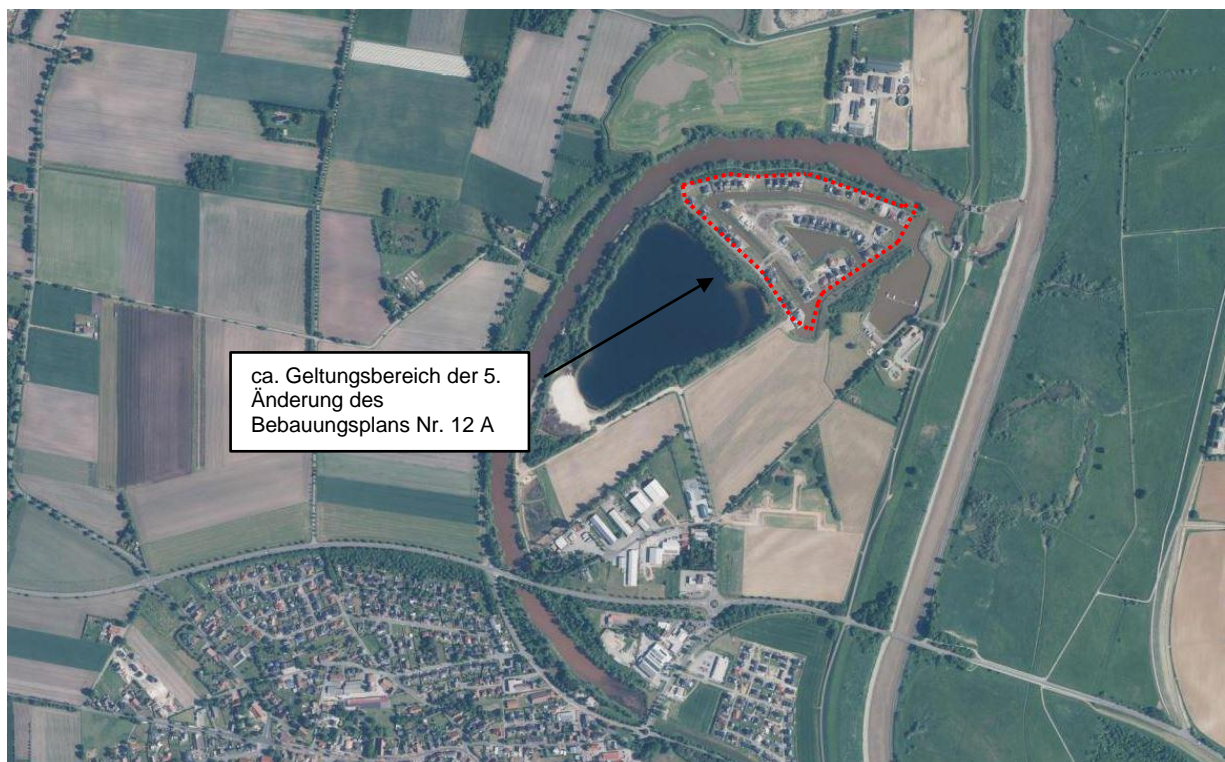 ca. Geltungsbereich der 5.
Änderung des
Bebauungsplans Nr. 12 A